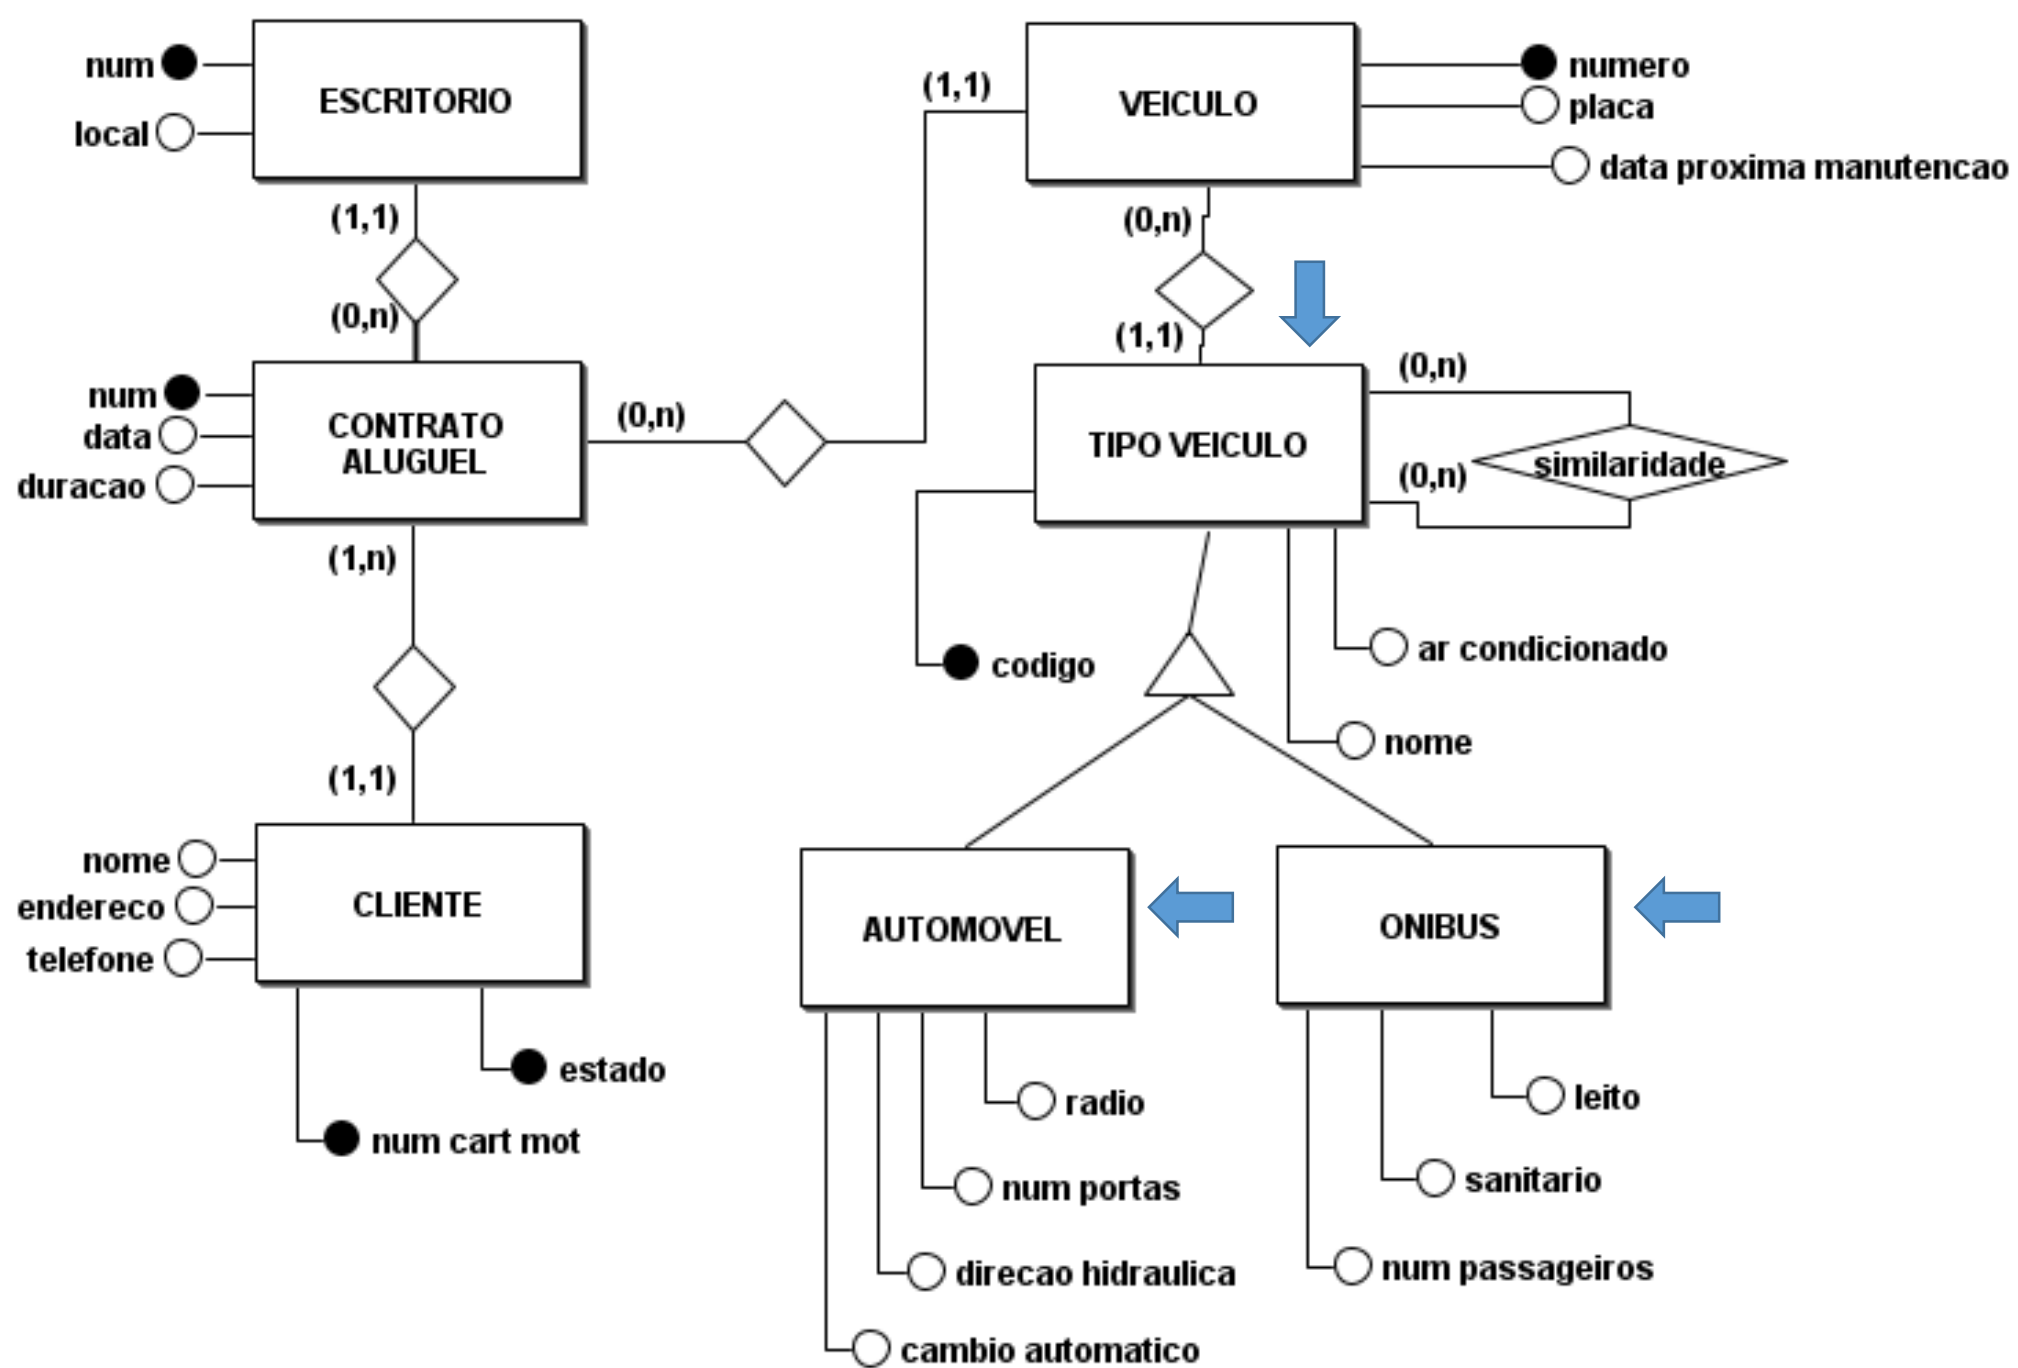 num
local
ESCRITORIO
(1,1)
(0,n)
num
data
duracao
CONTRATO
ALUGUEL
(0,n)
(1,n)
(1,1)
nome
endereco
telefone
CLIENTE
estado
num cart mot
(1,1)
VEICULO
numero
placa
data proxima manutencao
(0,n)
(1,1)
TIPO VEICULO
(0,n)
similaridade
(0,n)
codigo
ar condicionado
nome
AUTOMOVEL
radio
num portas
direcao hidraulica
cambio automatico
ONIBUS
leito
sanitario
num passageiros